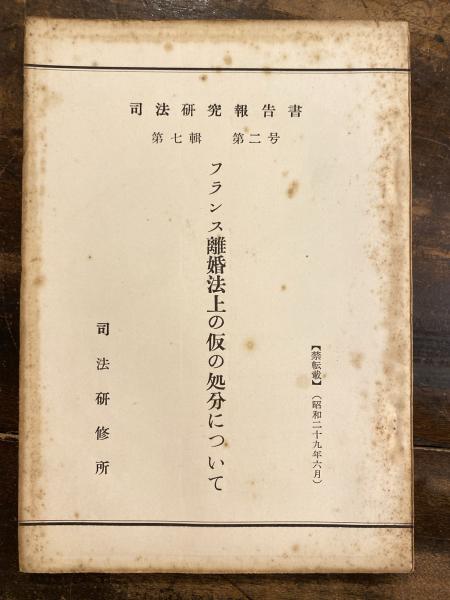 司法研究報告書
第七輯 第二号
フランス離婚法上の仮の処分について
【禁転載】(昭和二十九年六月)
司法研修所